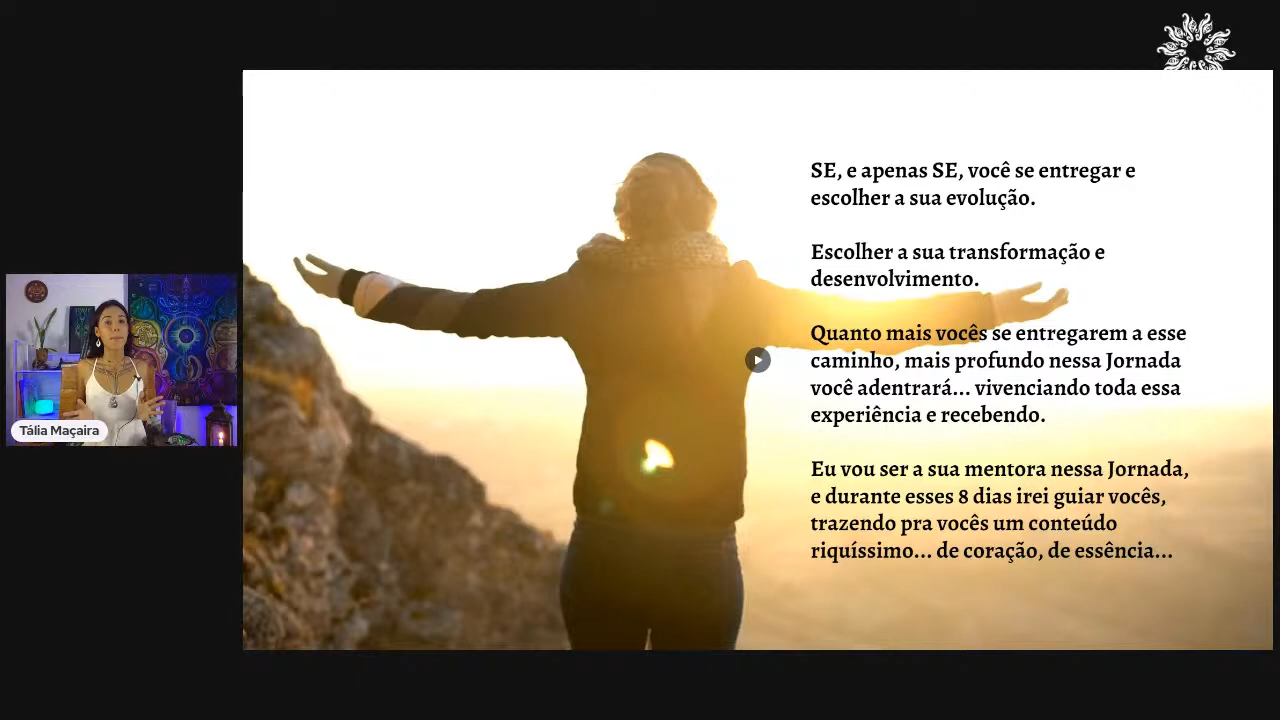 SE, e apenas SE, você se entregar e
escolher a sua evolução.
Escolher a sua transformação e
desenvolvimento.
Quanto mais vocês se entregarem a esse
caminho, mais profundo nessa Jornada
você adentrará... vivenciando toda essa
experiência e recebendo.
Eu vou ser a sua mentora nessa Jornada,
e durante esses 8 dias irei guiar vocês,
trazendo pra vocês um conteúdo
riquíssimo... de coração, de essência...
Tália Maçaira